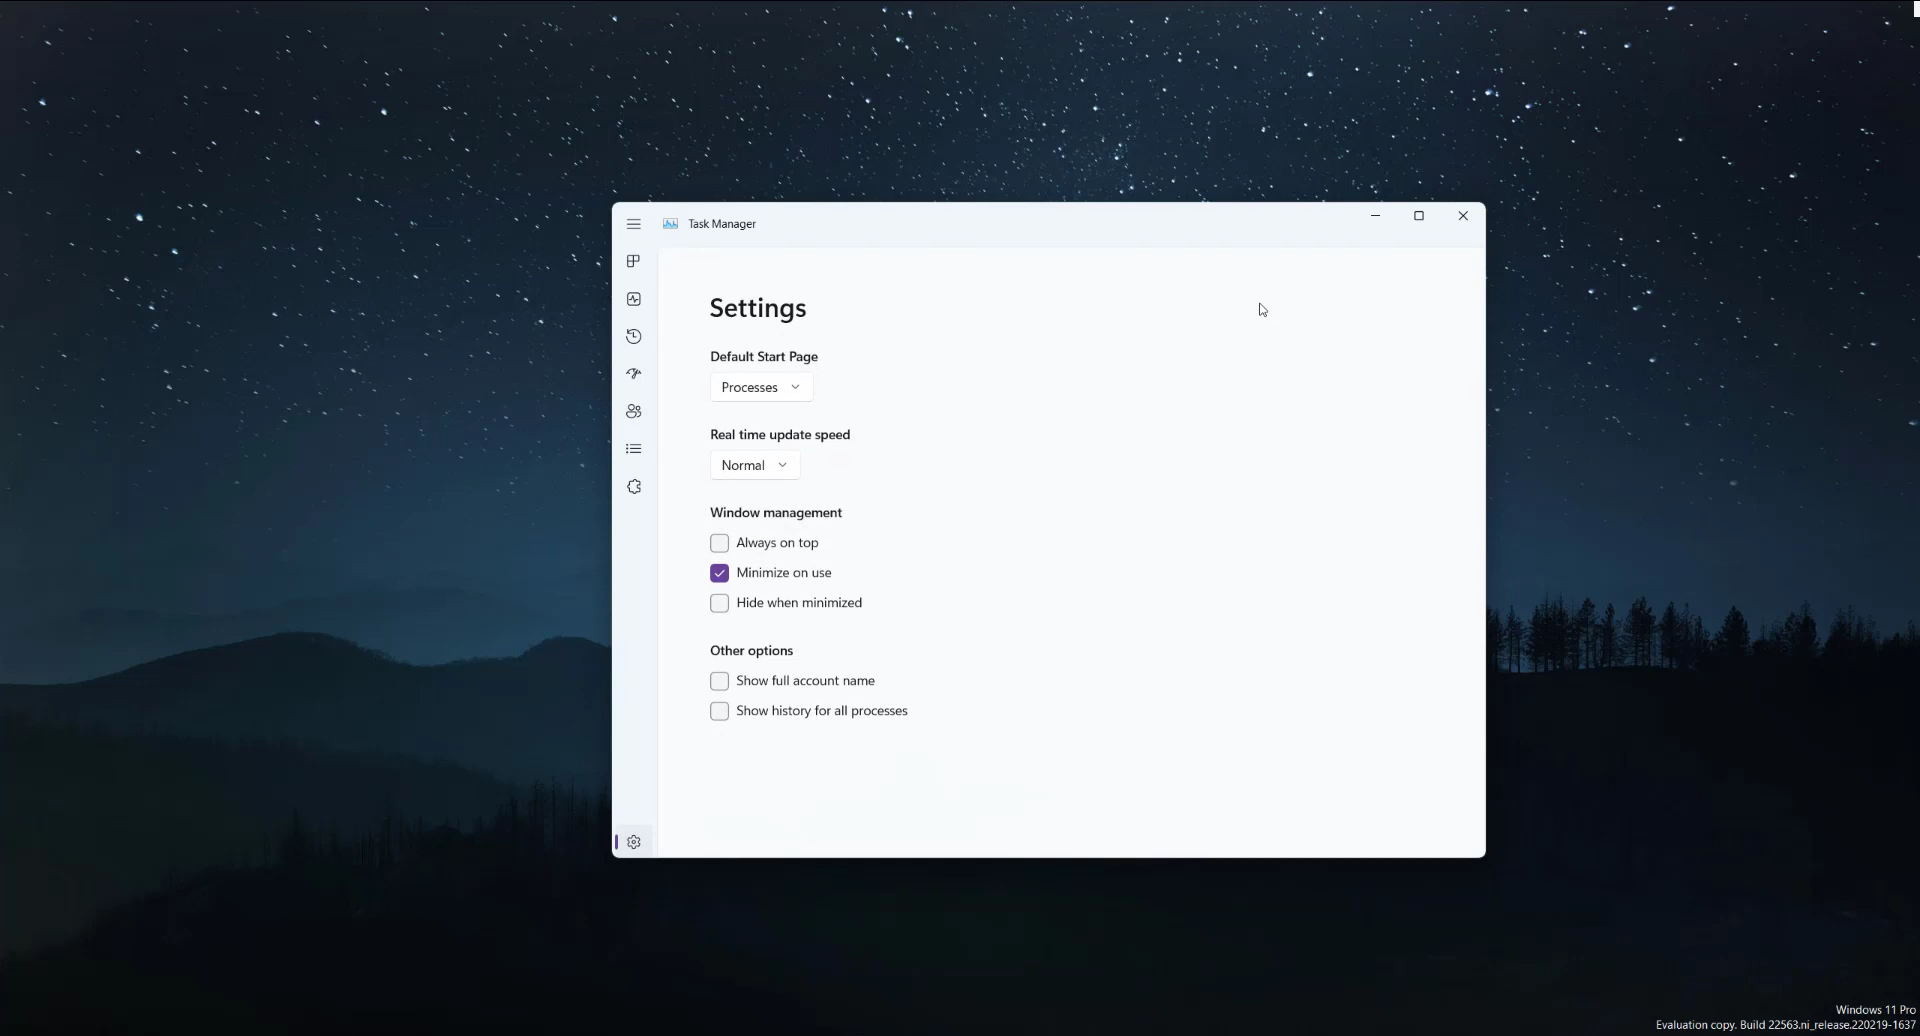 Task Manager
Settings
Default Start Page
Processes
Real time update speed
Normal
Window management
Always on top
Minimize on use
Hide when minimized
Other options
Show full account name
Show history for all processes
Windows 11 Pro
Evaluation copy. Build 22563.ni_release.220219-1637